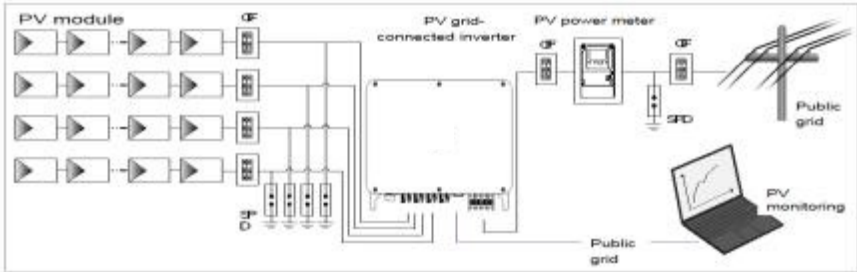 PV module
QF
PV grid-
connected inverter
PV power meter
QF
QF
SPD
Public
grid
SP
D
PV
monitoring
Public
grid